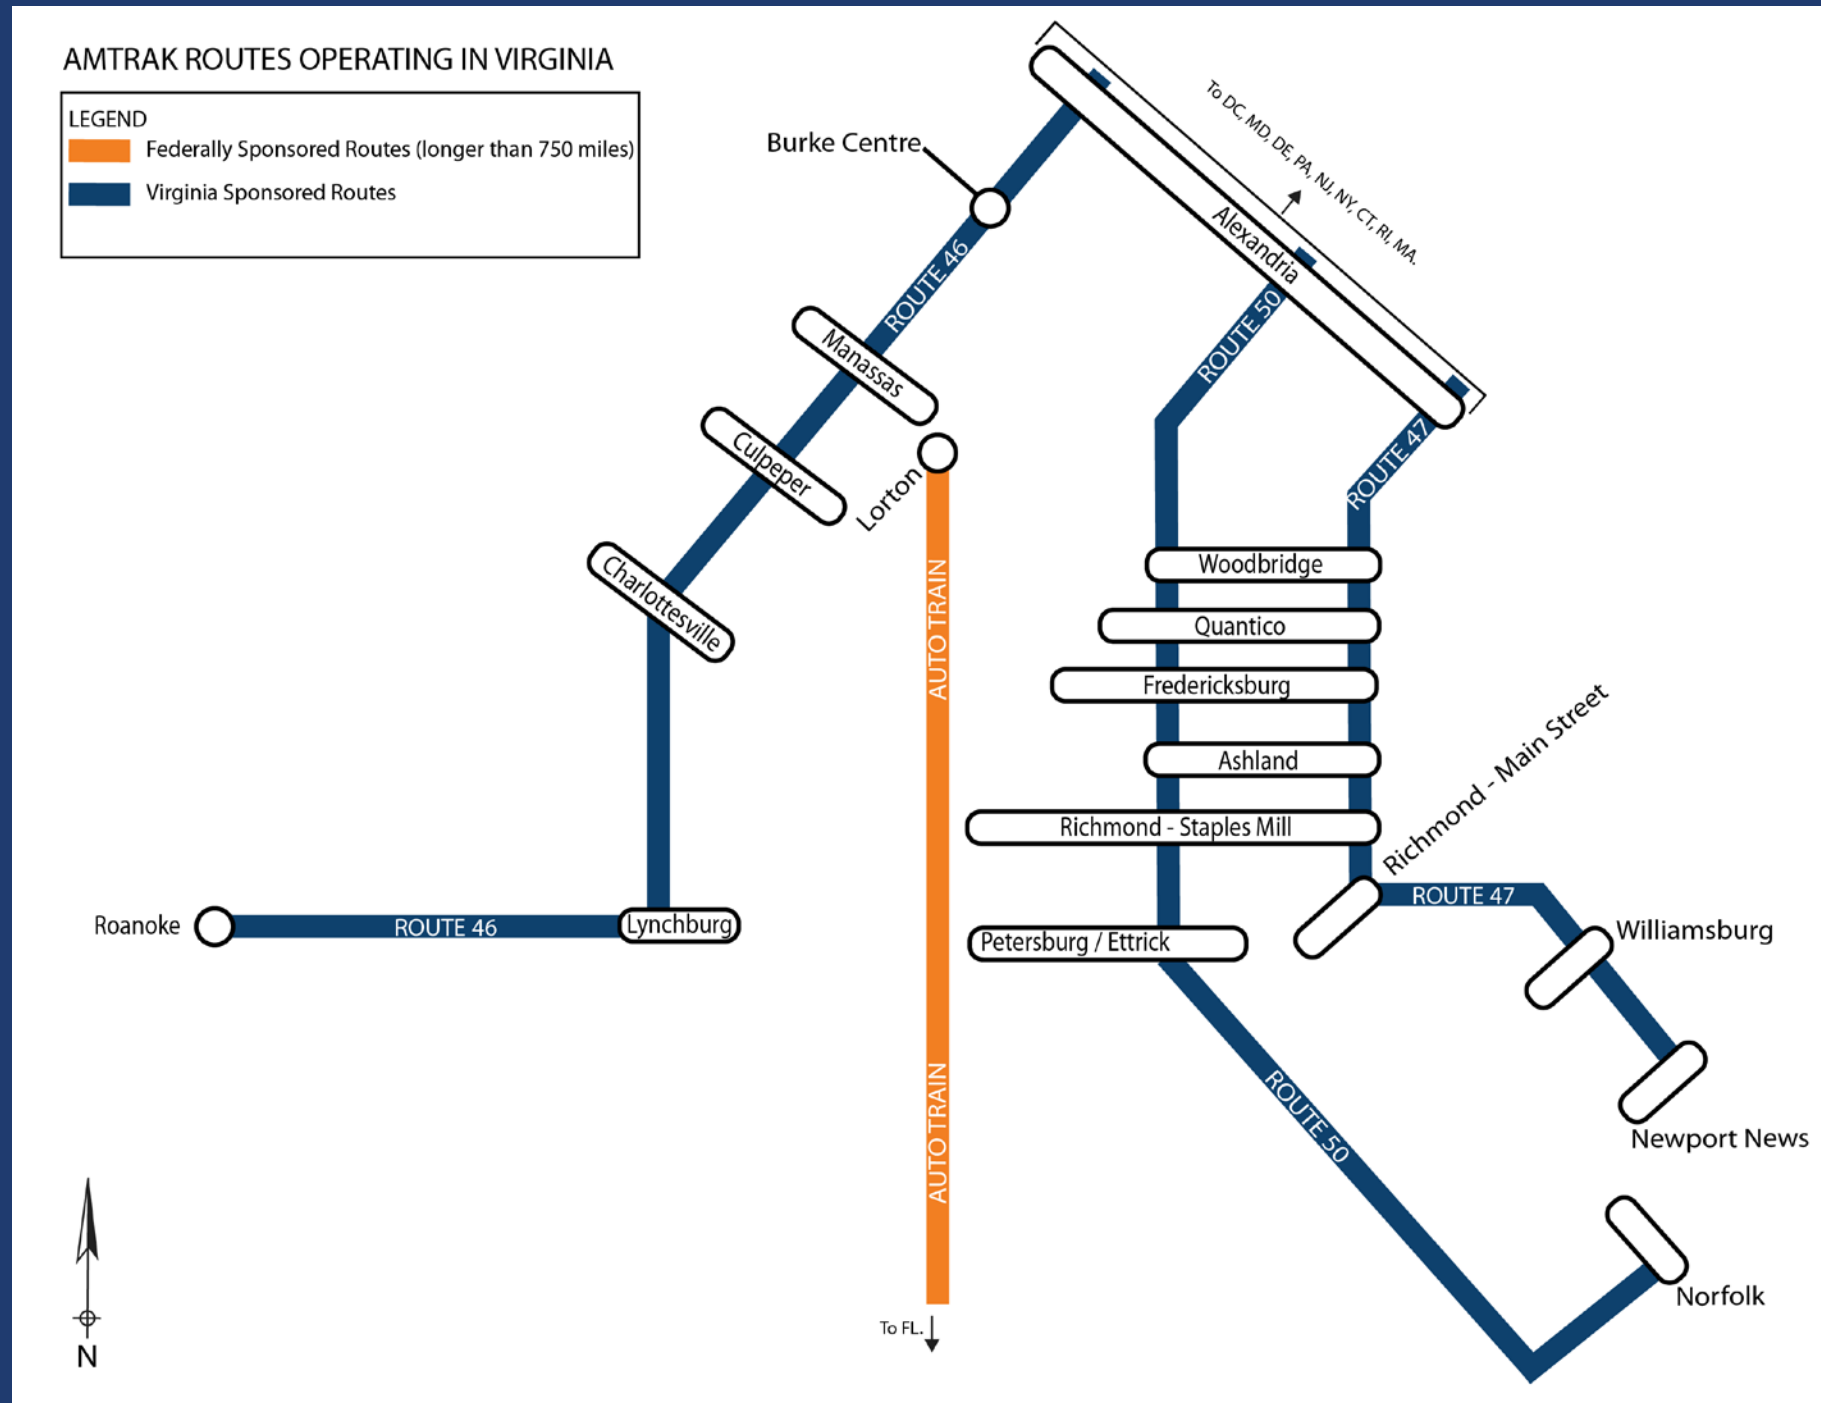 AMTRAK ROUTES OPERATING IN VIRGINIA
LEGEND
Federally Sponsored Routes (longer than 750 miles)
Virginia Sponsored Routes
Burke Centre
To DC, MD, DE, PA, NJ, NY, CT, RI, MA.
Alexandria
ROUTE 46
ROUTE 50
Manassas
ROUTE 47
Culpeper
Lorton
Charlottesville
AUTO TRAIN
Woodbridge
Quantico
Fredericksburg
Ashland
Richmond - Staples Mill
Richmond - Main Street
ROUTE 47
Roanoke
ROUTE 46
Lynchburg
Petersburg / Ettrick
Williamsburg
AUTO TRAIN
ROUTE 50
Newport News
Norfolk
To FL.
N